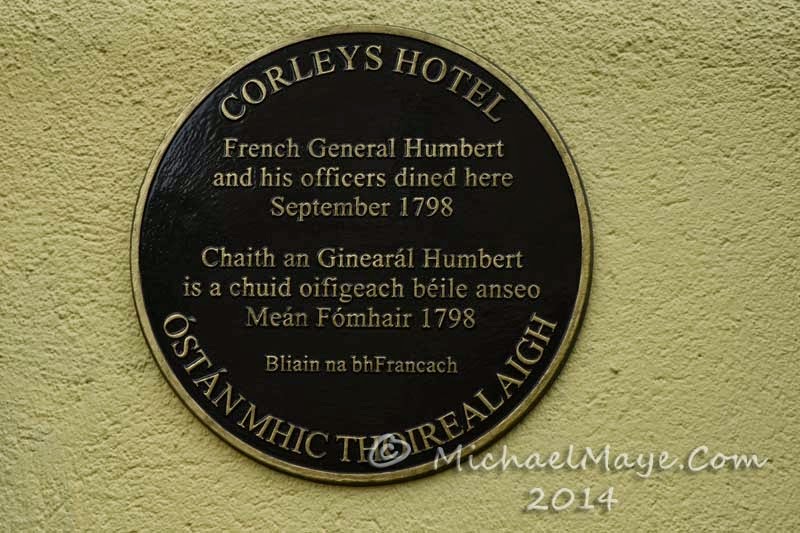 CORLEYS HOTEL
French General Humbert
and his officers dined here
September 1798
Chaith an Ginearál Humbert
is a chuid oifigeach béile anseo
Meán Fómhair 1798
Bliain na bhFrancach
ÓSTÁN MHIC THOIREALAIGH
© MichaelMaye.Com
2014